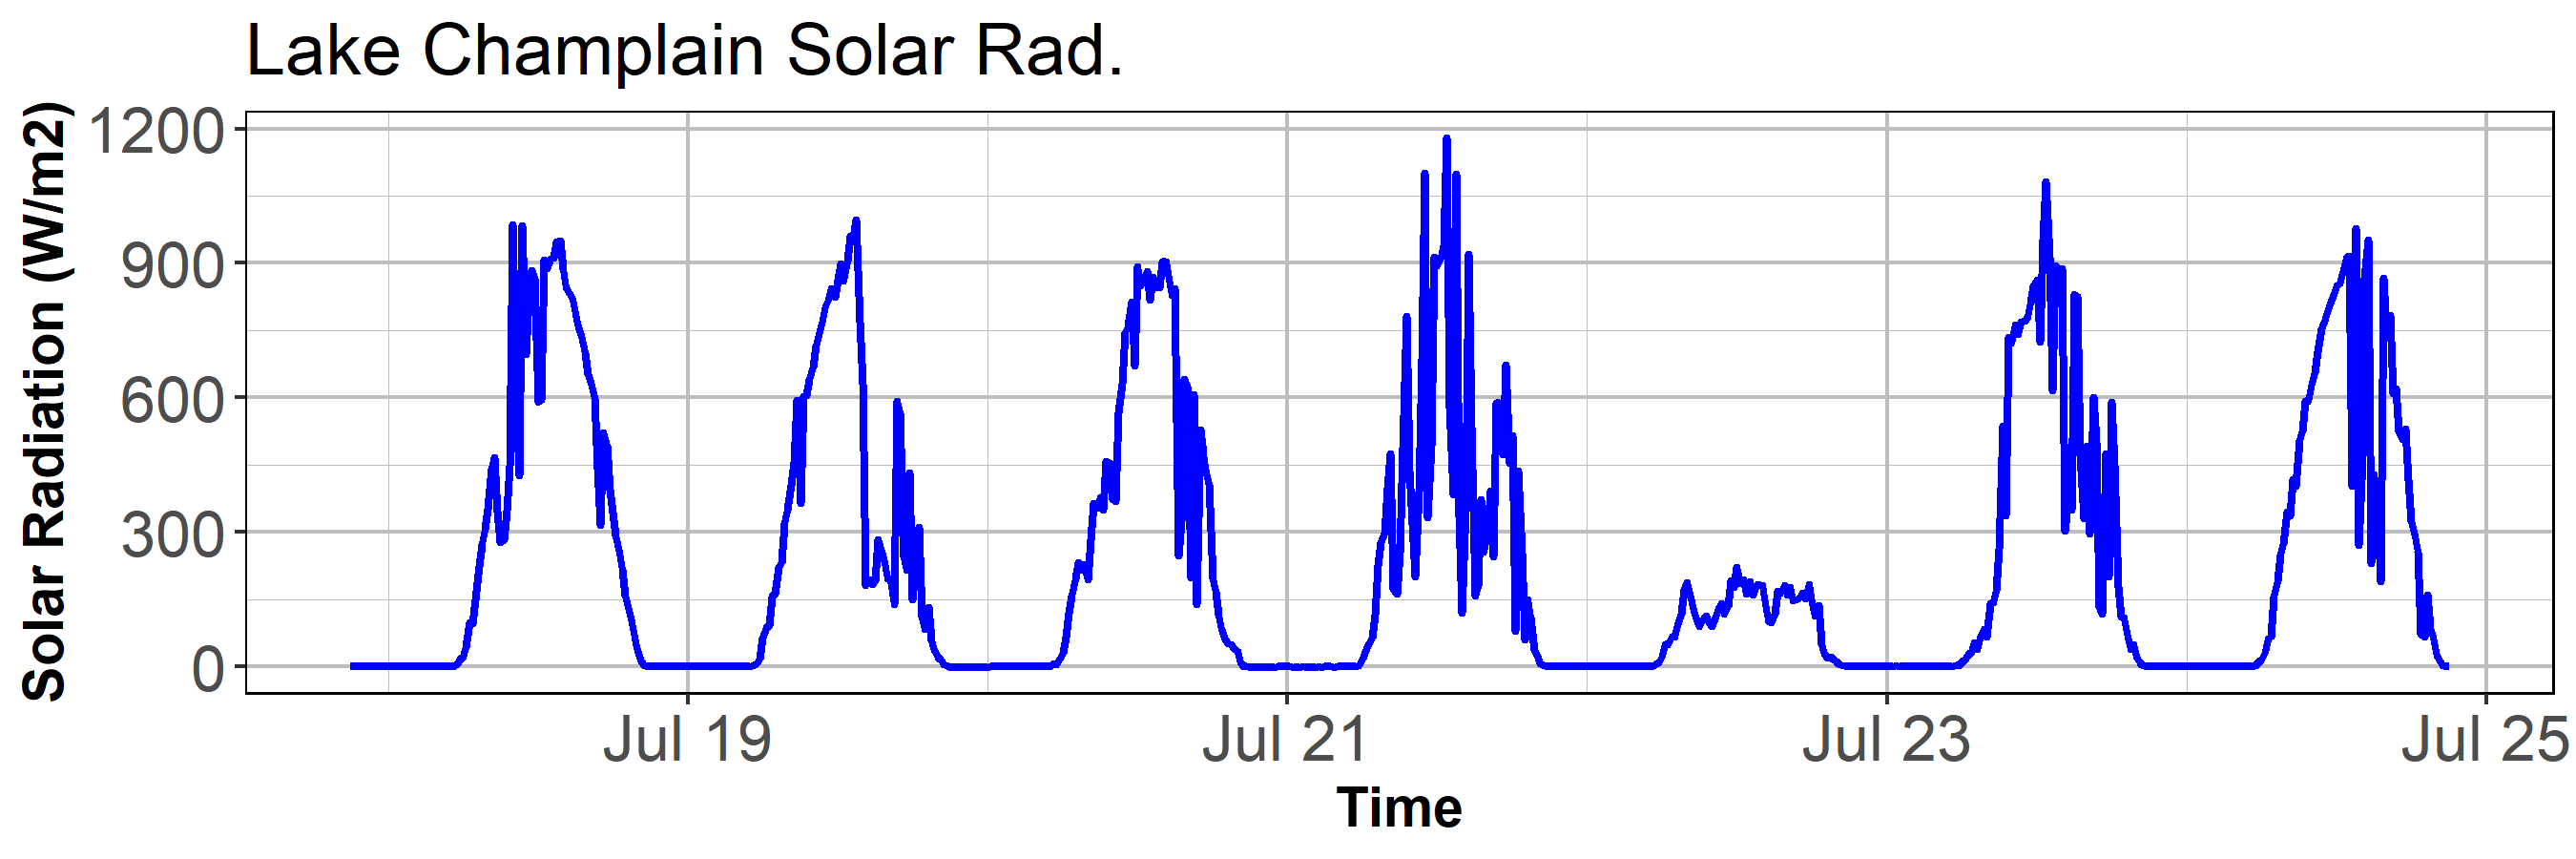 Lake Champlain Solar Rad.
Solar Radiation (W/m2)
1200
900
600
300
0
Jul 19 Jul 21 Jul 23 Jul 25
Time